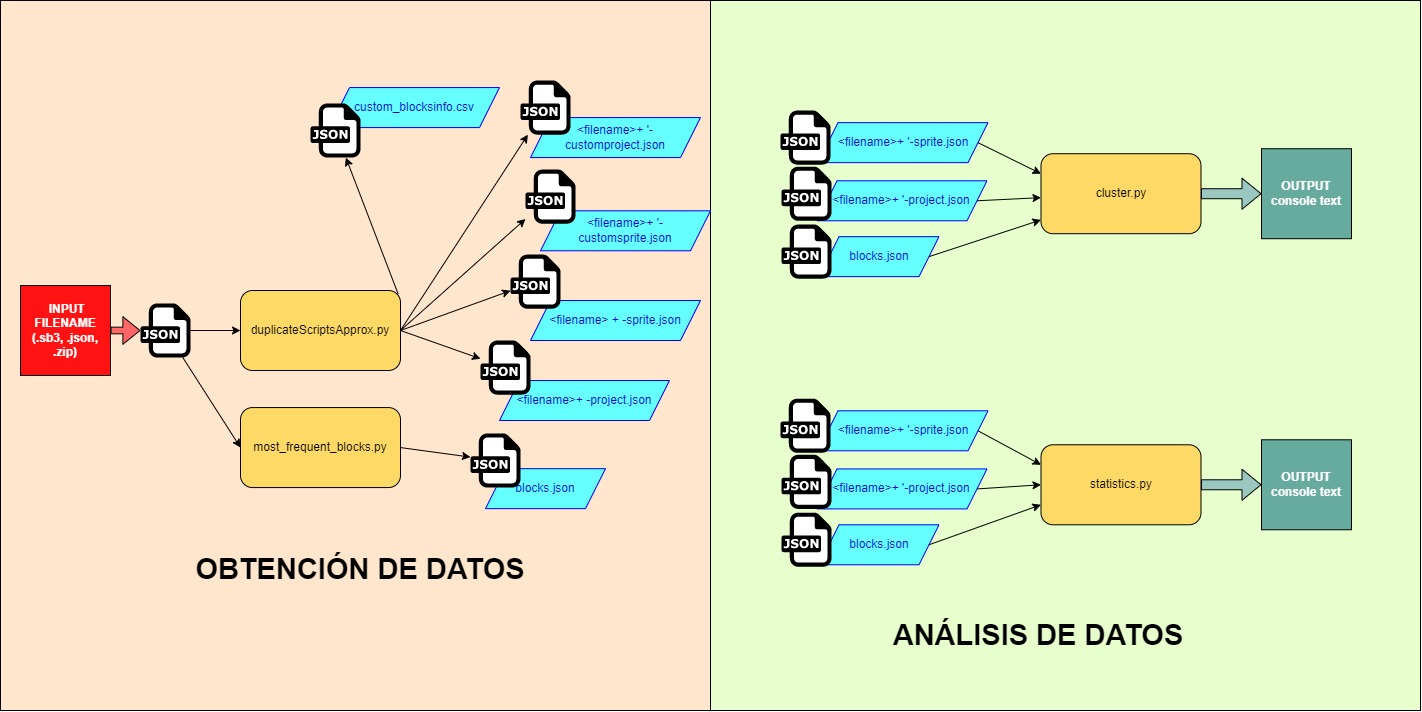 custom_blocksinfo.csv
JSON
JSON
<filename>+ '-
customproject.json
JSON
<filename>+ '-
customsprite.json
JSON
<filename> + -sprite.json
INPUT
FILENAME
(.sb3, .json,
.zip)
JSON
duplicateScriptsApprox.py
JSON
<filename>+ -project.json
most_frequent_blocks.py
JSON
blocks.json
OBTENCIÓN DE DATOS
JSON
<filename>+ '-sprite.json
JSON
<filename>+ '-project.json
JSON
blocks.json
cluster.py
OUTPUT
console text
JSON
<filename>+ '-sprite.json
JSON
<filename>+ '-project.json
JSON
blocks.json
statistics.py
OUTPUT
console text
ANÁLISIS DE DATOS